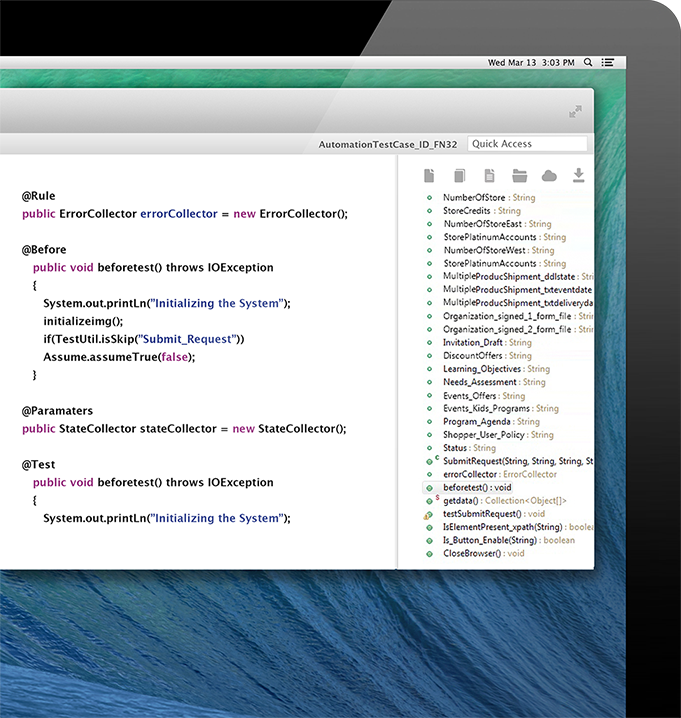 Wed Mar 13 3:03 PM
AutomationTestCase_ID_FN32
Quick Access
@Rule
public ErrorCollector errorCollector = new ErrorCollector();
@Before
public void beforetest() throws IOException
{
System.out.printLn("Initializing the System");
initializeimg();
if(TestUtil.isSkip("Submit_Request"))
Assume.assumeTrue(false);
}
@Paramaters
public StateCollector stateCollector = new StateCollector();
@Test
public void beforetest() throws IOException
{
System.out.printLn("Initializing the System");
NumberOfStore : String
StoreCredits : String
NumberOfStoreEast : String
StorePlatinumAccounts : String
NumberOfStoreWest : String
StorePlatinumAccounts : String
MultipleProducShipment_ddlstate : Stri
MultipleProducShipment_txteventdate
MultipleProducShipment_txtdeliveryda
Organization_signed_1_form_file : Strin
Organization_signed_2_form_file : Strin
Invitation_Draft : String
DiscountOffers : String
Learning_Objectives : String
Needs_Assessment : String
Events_Offers : String
Events_Kids_Programs : String
Program_Agenda : String
Shopper_User_Policy : String
Status : String
C SubmitRequest(String, String, String, St
errorCollector : ErrorCollector
beforetest() : void
S getdata() : Collection<Object[]>
testSubmitRequest() : void
IsElementPresent_xpath(String) : boolea
Is_Button_Enable(String) : boolean
CloseBrowser() : void